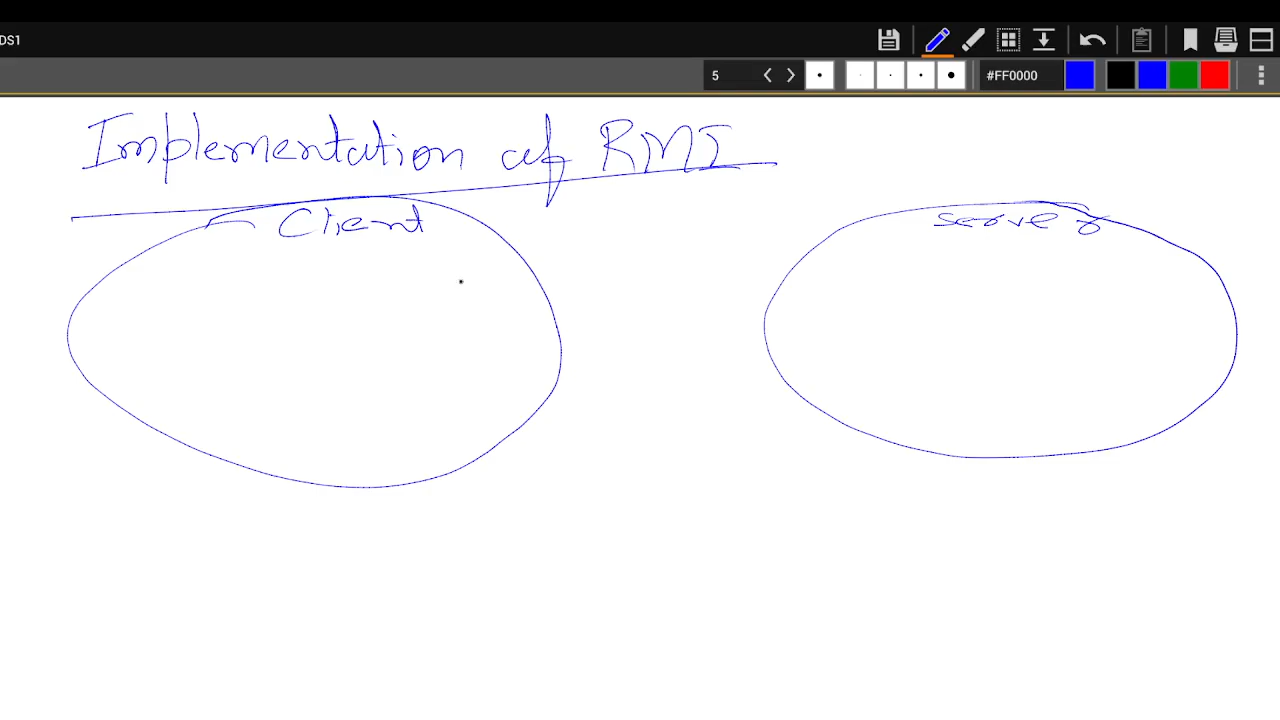 DS1
5
#FF0000
Implementation of RMI
Client
server